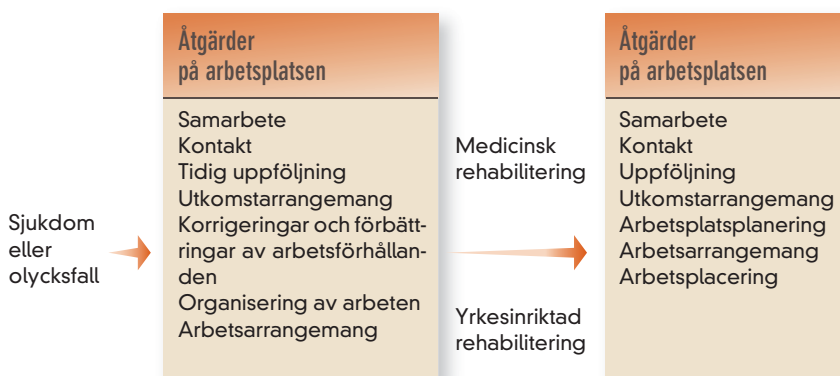 Sjukdom
eller
olycksfall
Åtgärder
på arbetsplatsen
Samarbete
Kontakt
Tidig uppföljning
Utkomstarrangemang
Korrigeringar och förbätt-
ringar av arbetsförhållan-
den
Organisering av arbeten
Arbetsarrangemang
Medicinsk
rehabilitering
Yrkesinriktad
rehabilitering
Åtgärder
på arbetsplatsen
Samarbete
Kontakt
Uppföljning
Utkomstarrangemang
Arbetsplatsplanering
Arbetsarrangemang
Arbetsplacering